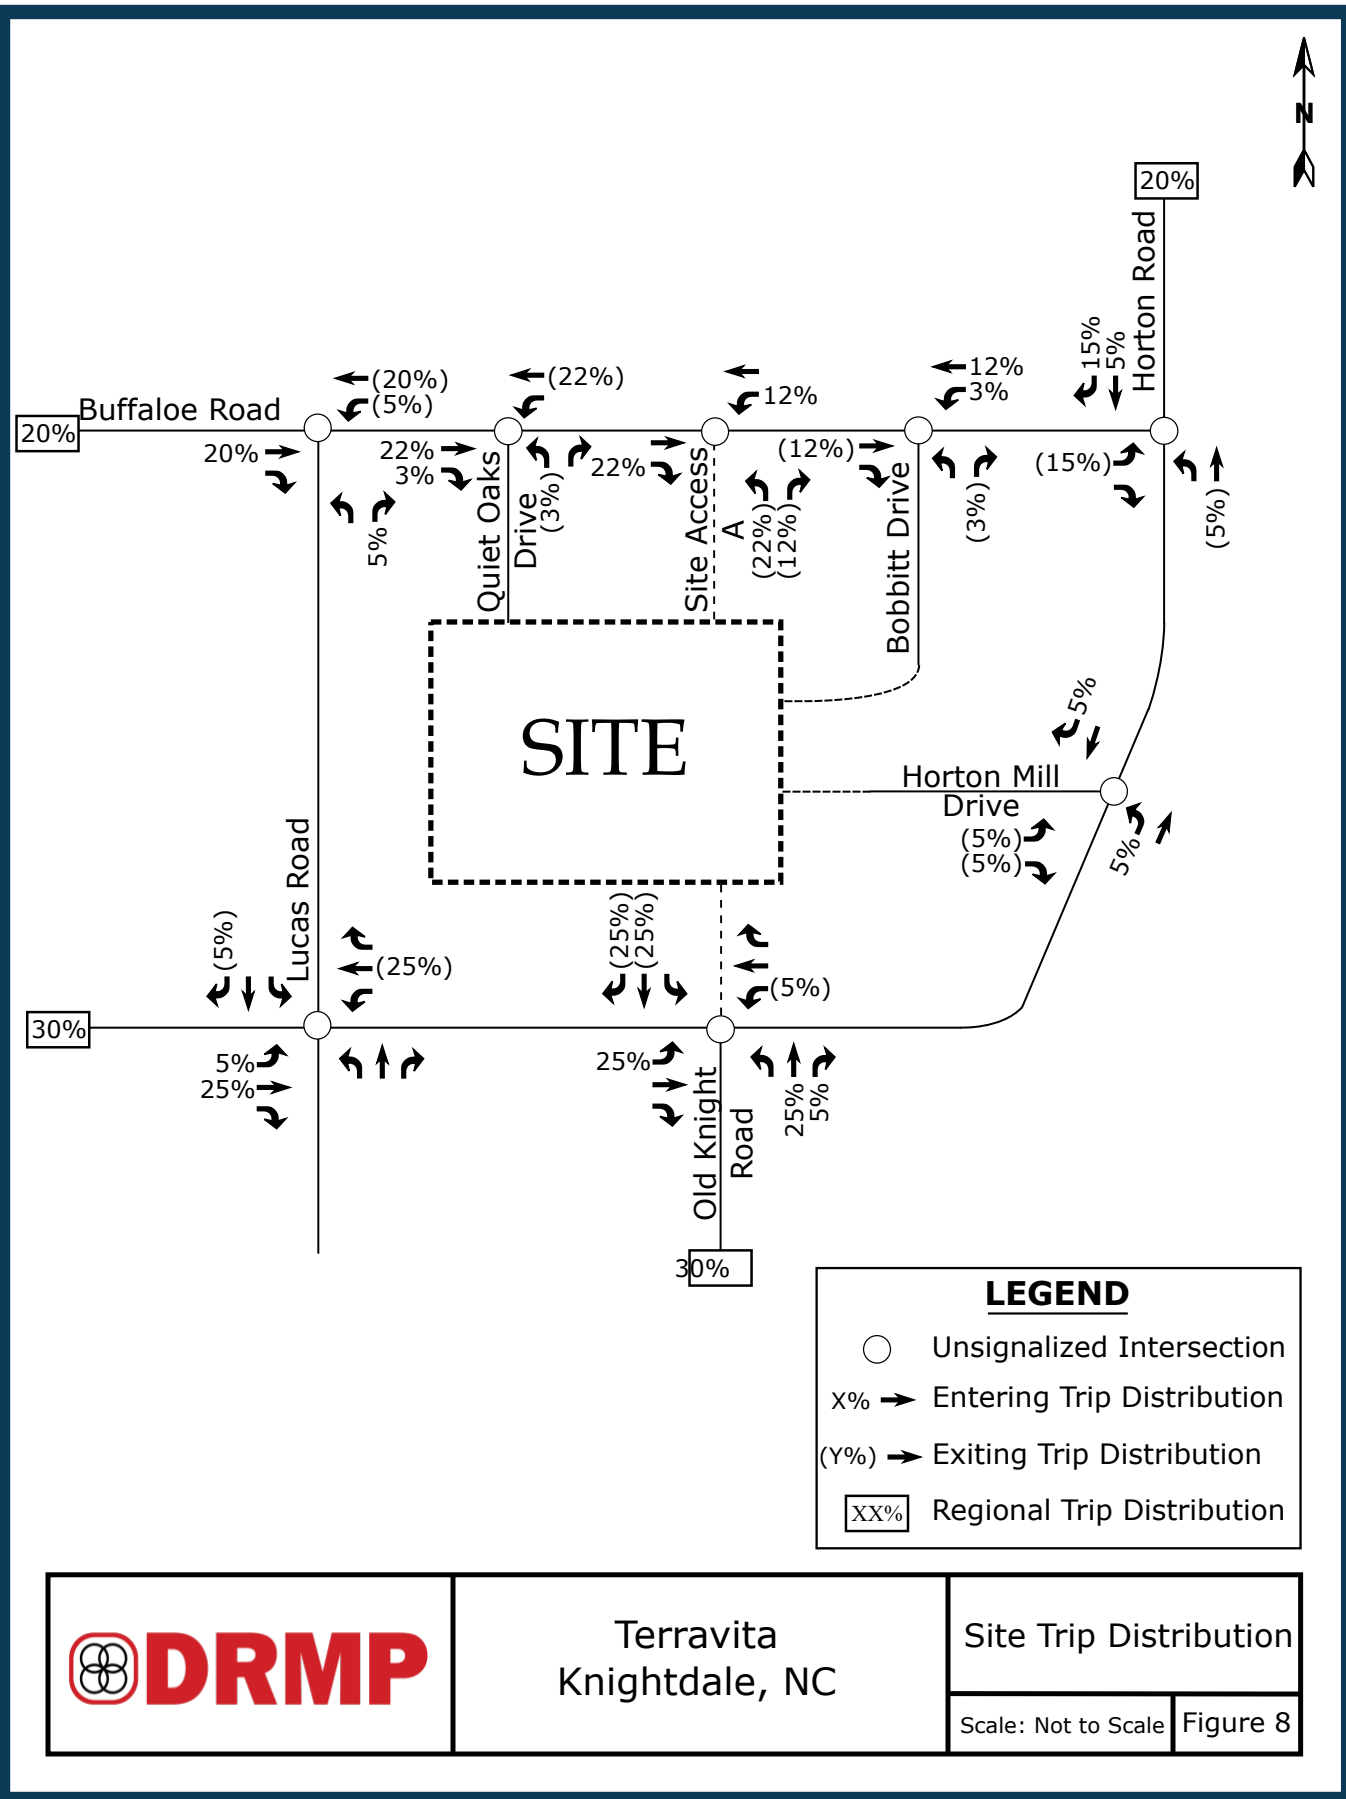 N
20%
Horton Road
15%
5%
(20%)
(5%)
(22%)
12%
12%
3%
Buffaloe Road
20%
20%
22%
3%
22%
(12%)
(15%)
5%
Quiet Oaks
Drive
(3%)
Site Access
A
(22%)
(12%)
Bobbitt Drive
(3%)
(5%)
SITE
5%
Horton Mill
Drive
(5%)
(5%)
5%
Lucas Road
(5%)
(25%)
(25%)
(25%)
(5%)
30%
5%
25%
25%
Old Knight
Road
25%
5%
30%
LEGEND
Unsignalized Intersection
X% Entering Trip Distribution
(Y%) Exiting Trip Distribution
XX% Regional Trip Distribution
DRMP
Terravita
Knightdale, NC
Site Trip Distribution
Scale: Not to Scale
Figure 8